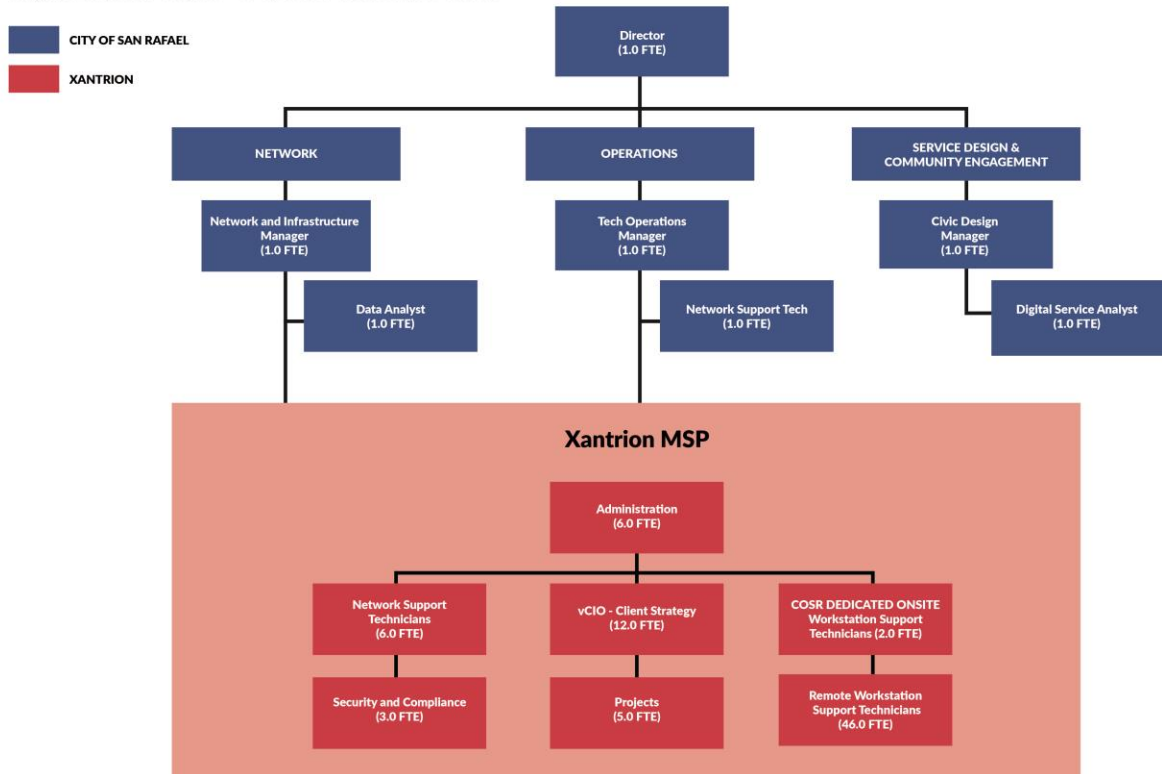 CITY OF SAN RAFAEL
XANTRION
Director
(1.0 FTE)
NETWORK
OPERATIONS
SERVICE DESIGN &
COMMUNITY ENGAGEMENT
Network and Infrastructure
Manager
(1.0 FTE)
Tech Operations
Manager
(1.0 FTE)
Civic Design
Manager
(1.0 FTE)
Data Analyst
(1.0 FTE)
Network Support Tech
(1.0 FTE)
Digital Service Analyst
(1.0 FTE)
Xantrion MSP
Administration
(6.0 FTE)
Network Support
Technicians
(6.0 FTE)
vCIO - Client Strategy
(12.0 FTE)
COSR DEDICATED ONSITE
Workstation Support
Technicians (2.0 FTE)
Security and Compliance
(3.0 FTE)
Projects
(5.0 FTE)
Remote Workstation
Support Technicians
(46.0 FTE)